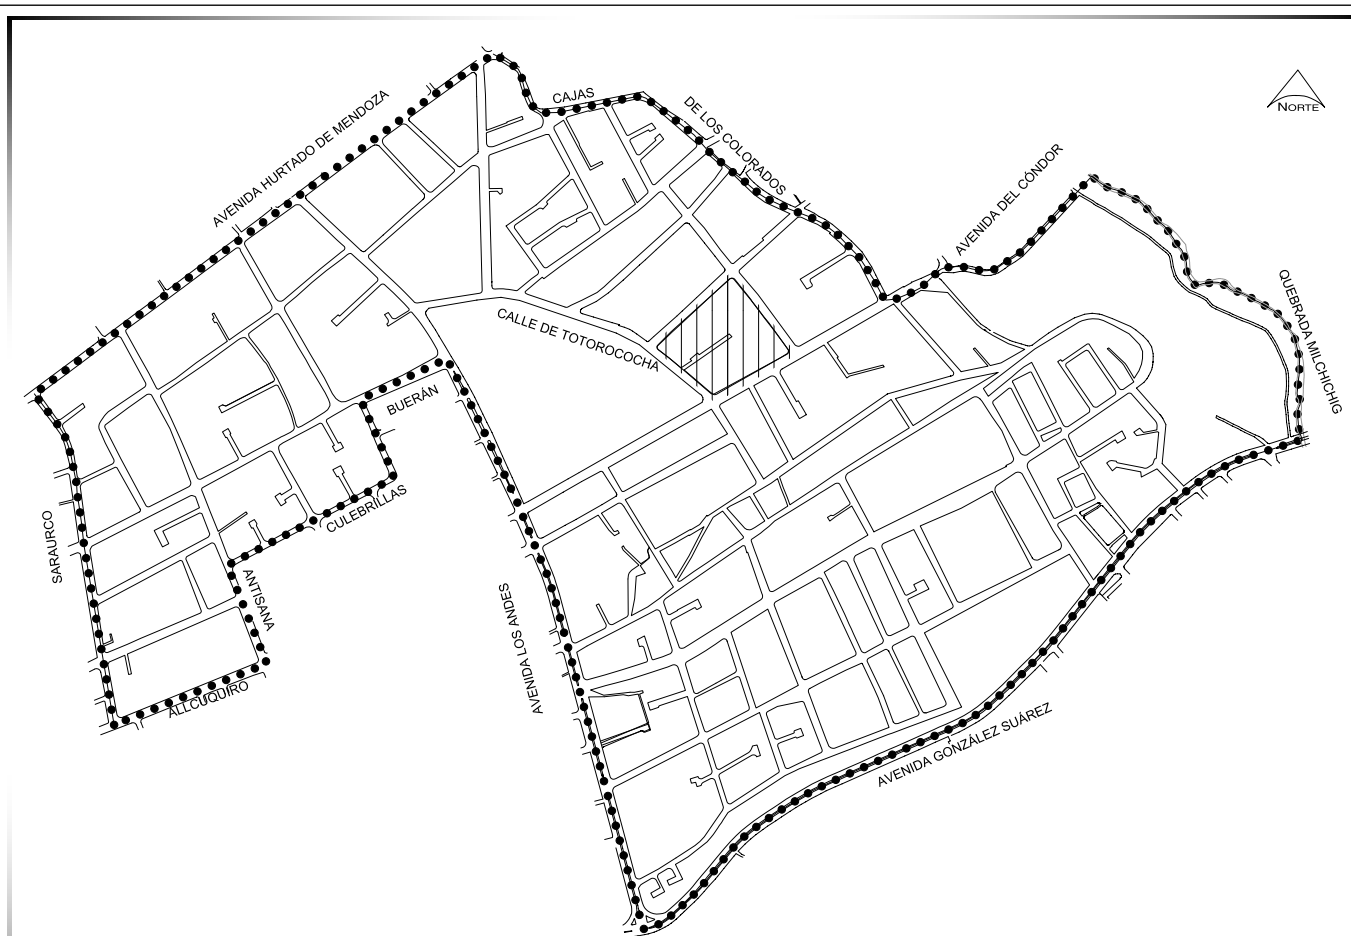 CAJAS
DE LOS COLORADOS
NORTE
AVENIDA HURTADO DE MENDOZA
AVENIDA DEL CÓNDOR
QUEBRADA MILCHICHIG
CALLE DE TOTOROCOCHA
BUERÁN
CULEBRILLAS
SARAURCO
ANTISANA
AVENIDA LOS ANDES
ALLCUQUIRO
AVENIDA GONZÁLEZ SUÁREZ